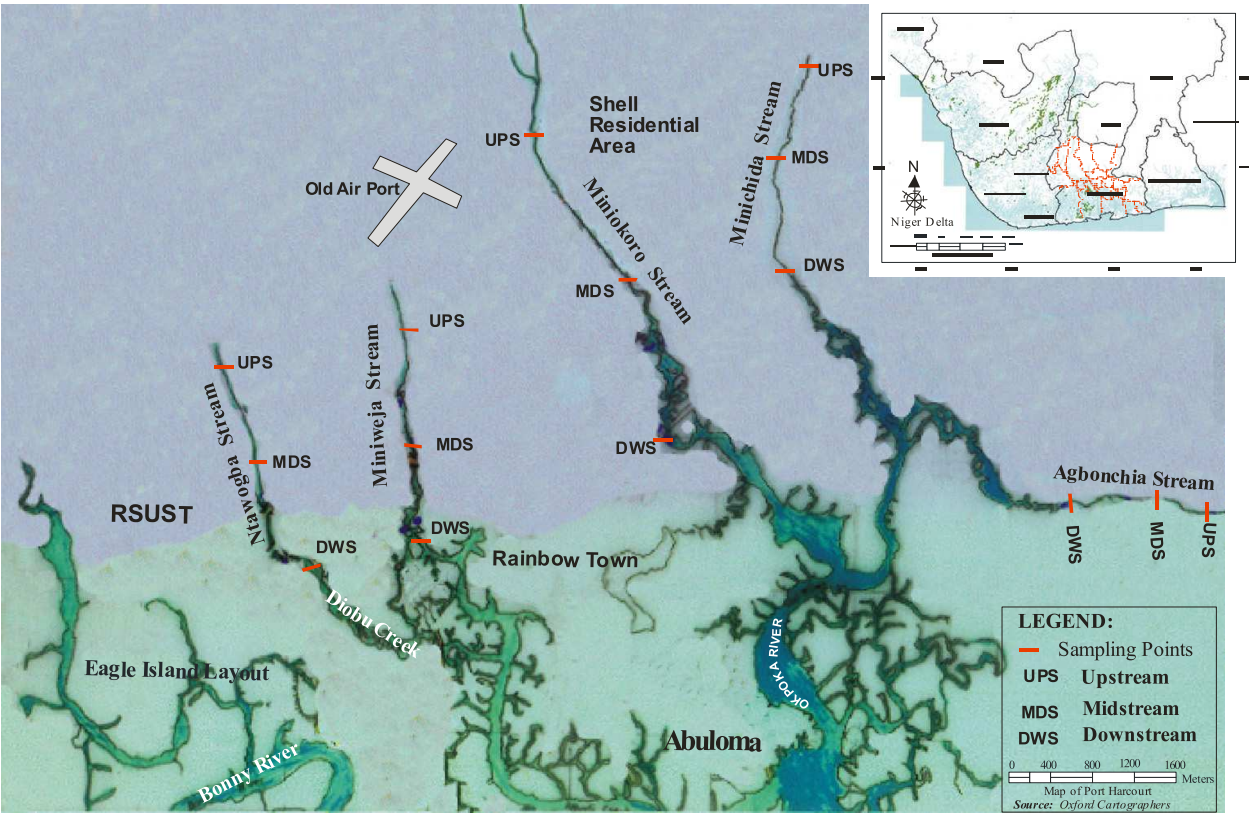 UPS
Shell
Residential
Area
UPS
Minichida Stream
MDS
Old Air Port
Miniokoro Stream
DWS
MDS
UPS
Miniweja Stream
UPS
Ntawogba Stream
MDS
MDS
DWS
RSUST
DWS
DWS
Rainbow Town
Agbonchia Stream
DWS
MDS
UPS
Diobu Creek
Eagle Island Layout
OKPOKA RIVER
Abuloma
Bonny River
N
Niger Delta
LEGEND:
Sampling Points
UPS Upstream
MDS Midstream
DWS Downstream
0 400 800 1200 1600
Meters
Map of Port Harcourt
Source: Oxford Cartographers